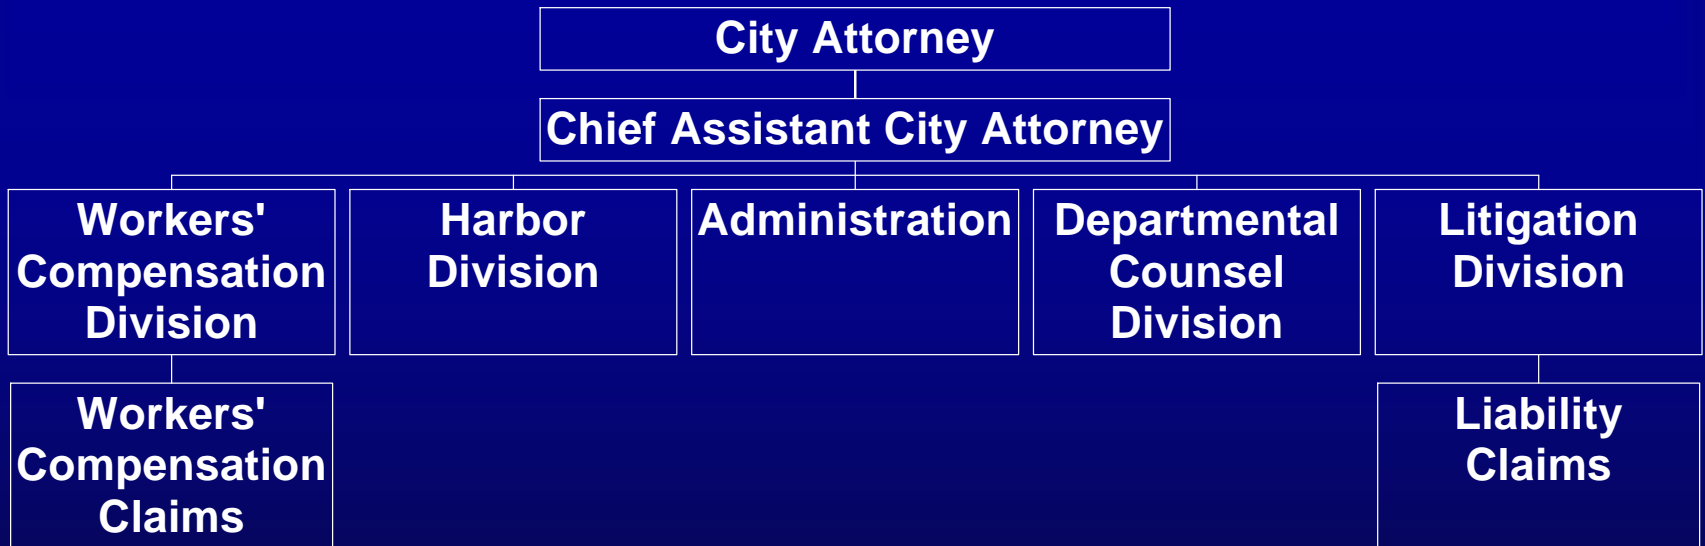 City Attorney
Chief Assistant City Attorney
Workers'
Compensation
Division
Harbor
Division
Administration
Departmental
Counsel
Division
Litigation
Division
Workers'
Compensation
Claims
Liability
Claims